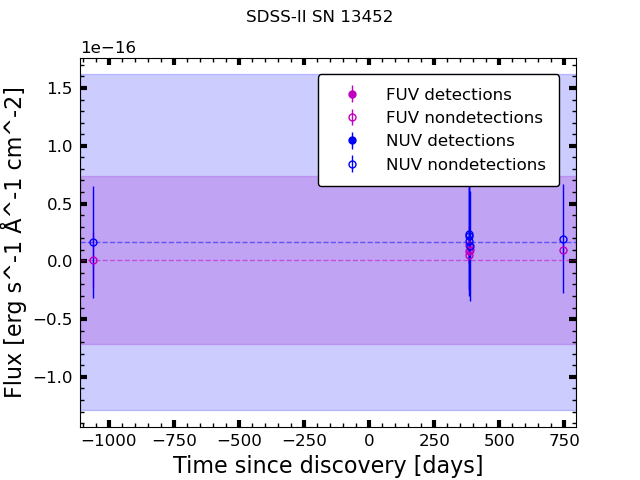 SDSS-II SN 13452
1e−16
FUV detections
FUV nondetections
NUV detections
NUV nondetections
1.5
1.0
0.5
0.0
−0.5
−1.0
−1000 −750 −500 −250 0 250 500 750
Time since discovery [days]
Flux [erg s^-1 Å^-1 cm^-2]